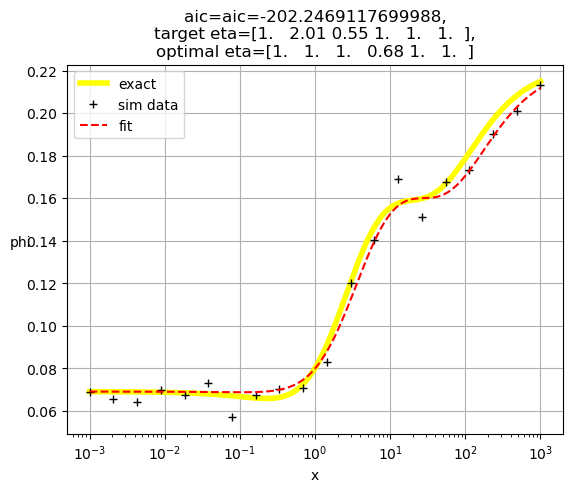 aic=aic=-202.2469117699988,
target eta=[1.   2.01 0.55 1.   1.   1.  ],
optimal eta=[1.   1.   1.   0.68 1.   1.  ]
exact
sim data
fit
0.22
0.20
0.18
0.16
0.14
0.12
0.10
0.08
0.06
phi
10⁻³
10⁻²
10⁻¹
10⁰
10¹
10²
10³
x